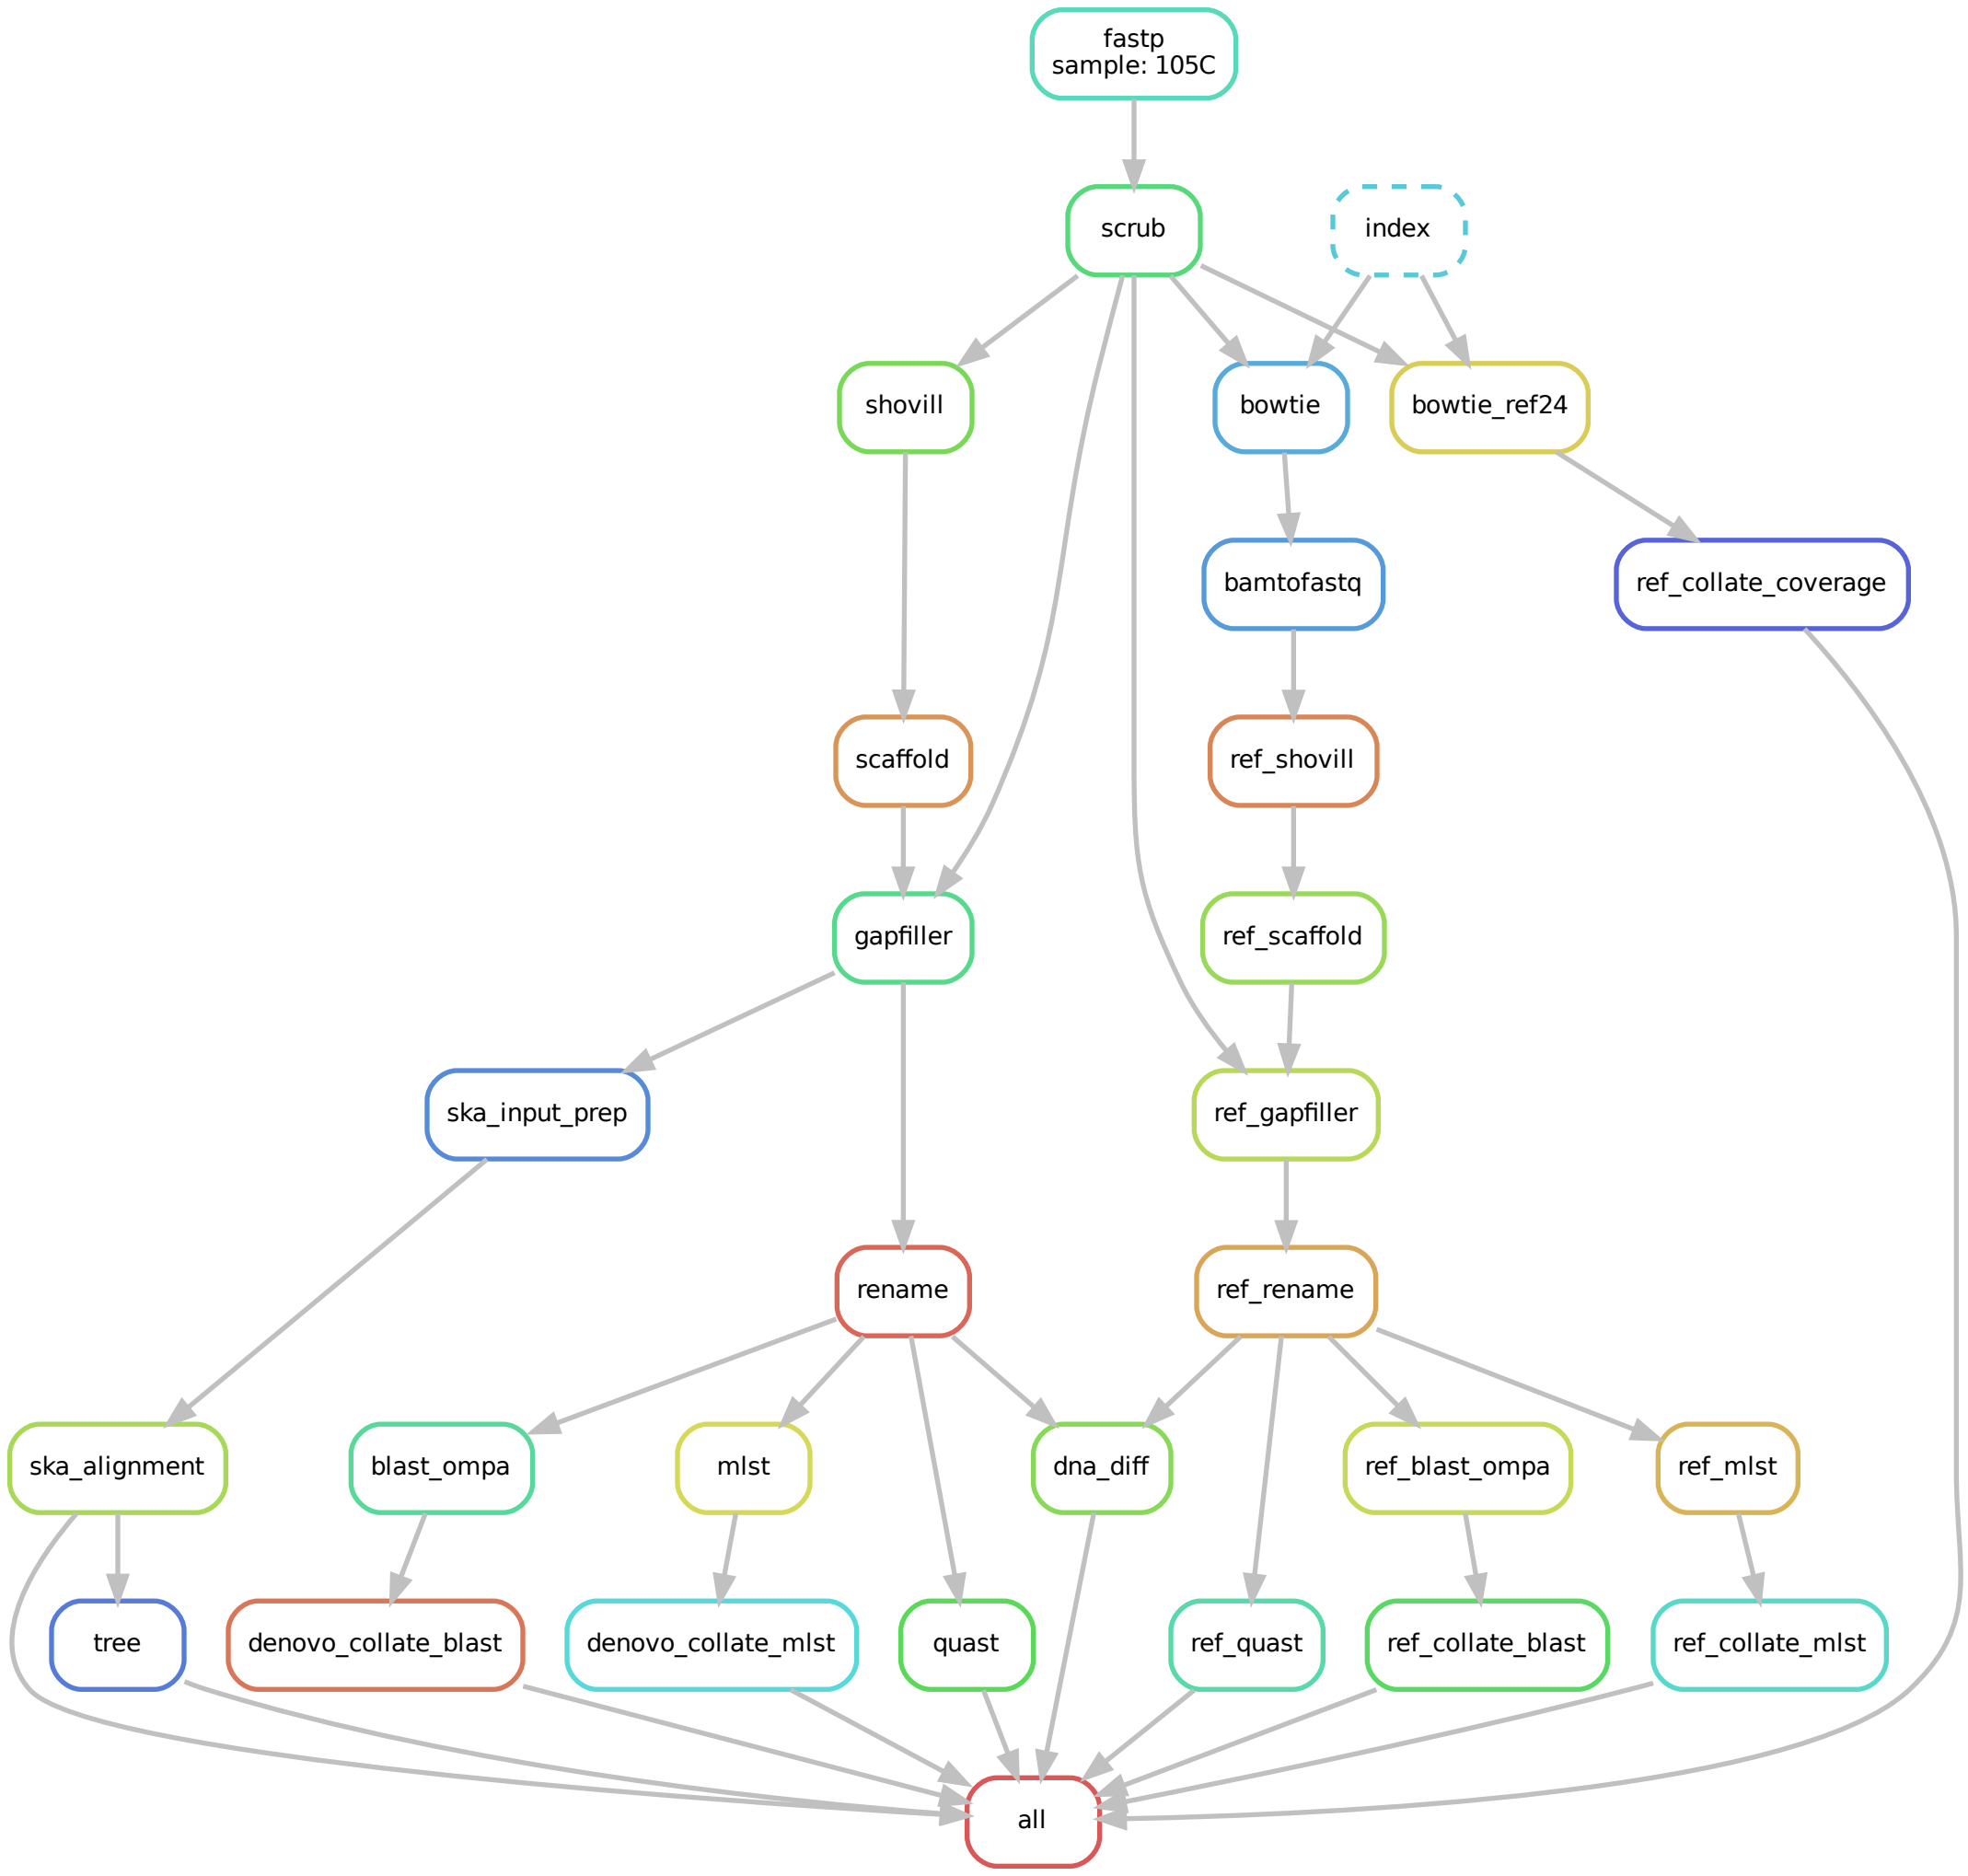 fastp
sample: 105C
scrub
index
shovill
bowtie
bowtie_ref24
bamtofastq
ref_collate_coverage
scaffold
ref_shovill
gapfiller
ref_scaffold
ska_input_prep
ref_gapfiller
rename
ref_rename
ska_alignment
blast_ompa
mlst
dna_diff
ref_blast_ompa
ref_mlst
tree
denovo_collate_blast
denovo_collate_mlst
quast
ref_quast
ref_collate_blast
ref_collate_mlst
all